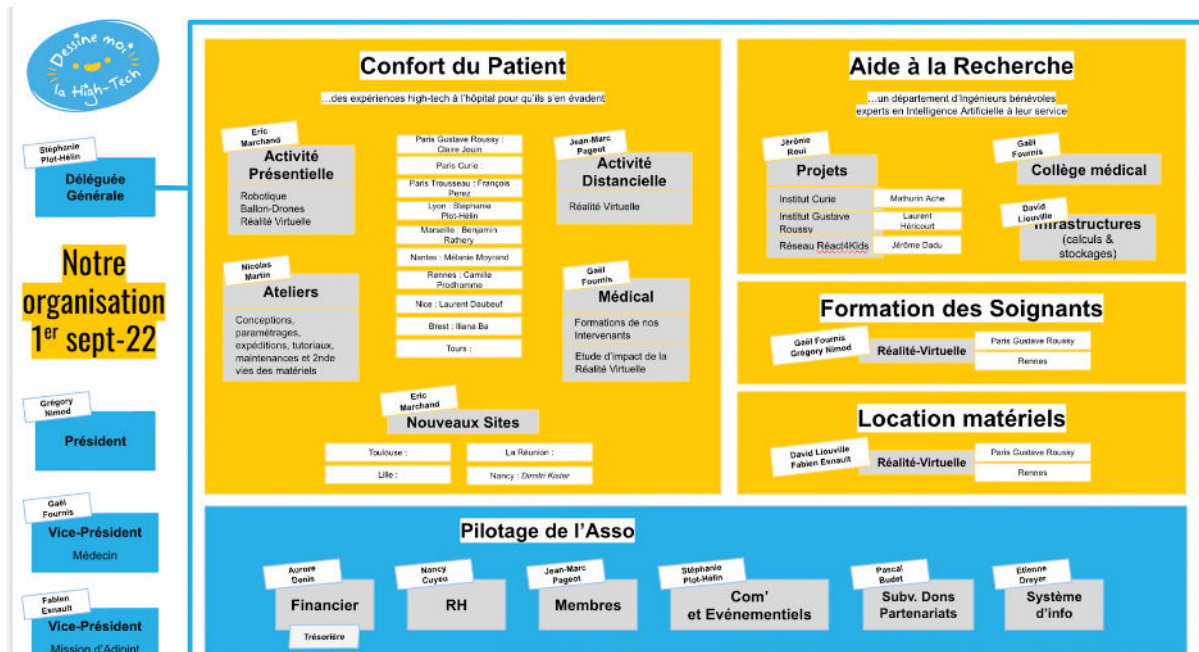 Dessine moi
la High-Tech
Stéphanie
Plot-Hélin
Déléguée
Générale
Notre
organisation
1er sept-22
Grégory
Nimod
Président
Gaël
Fournis
Vice-Président
Médecin
Fabien
Esnault
Vice-Président
Mission d'Adjoint
Confort du Patient
…des expériences high-tech à l'hôpital pour qu'ils s'en évadent
Eric
Marchand
Activité
Présentielle
Robotique
Ballon-Drones
Réalité Virtuelle
Nicolas
Martin
Ateliers
Conceptions,
paramétrages,
expéditions, tutoriaux,
maintenances et 2nde
vies des matériels
Paris Gustave Roussy :
Claire Jouin
Paris Curie :
Paris Trousseau : François
Perez
Lyon : Stéphanie
Plot-Hélin
Marseille : Benjamin
Rathery
Nantes : Mélanie Moyrand
Rennes : Camille
Prodhomme
Nice : Laurent Daubeuf
Brest : Iliana Ba
Tours :
Jean-Marc
Pageot
Activité
Distancielle
Réalité Virtuelle
Gaël
Fournis
Médical
Formations de nos
Intervenants
Etude d'impact de la
Réalité Virtuelle
Eric
Marchand
Nouveaux Sites
Toulouse :
La Réunion :
Lille :
Nancy : Dimitri Kister
Aide à la Recherche
…un département d'Ingénieurs bénévoles
experts en Intelligence Artificielle à leur service
Jérôme
Roui
Projets
Institut Curie
Mathurin Ache
Institut Gustave
Roussy
Laurent
Héricourt
Réseau Réact4Kids
Jérôme Dadu
Gaël
Fournis
Collège médical
David
Liouville
Infrastructures
(calculs &
stockages)
Formation des Soignants
Gaël Fournis
Grégory Nimod
Réalité-Virtuelle
Paris Gustave Roussy
Rennes
Location matériels
David Liouville
Fabien Esnault
Réalité-Virtuelle
Paris Gustave Roussy
Rennes
Pilotage de l'Asso
Aurore
Denis
Financier
Trésorière
Nancy
Cuyeu
RH
Jean-Marc
Pageot
Membres
Stéphanie
Plot-Hélin
Com'
et Evénementiels
Pascal
Budet
Subv. Dons
Partenariats
Etienne
Dreyer
Système
d'info